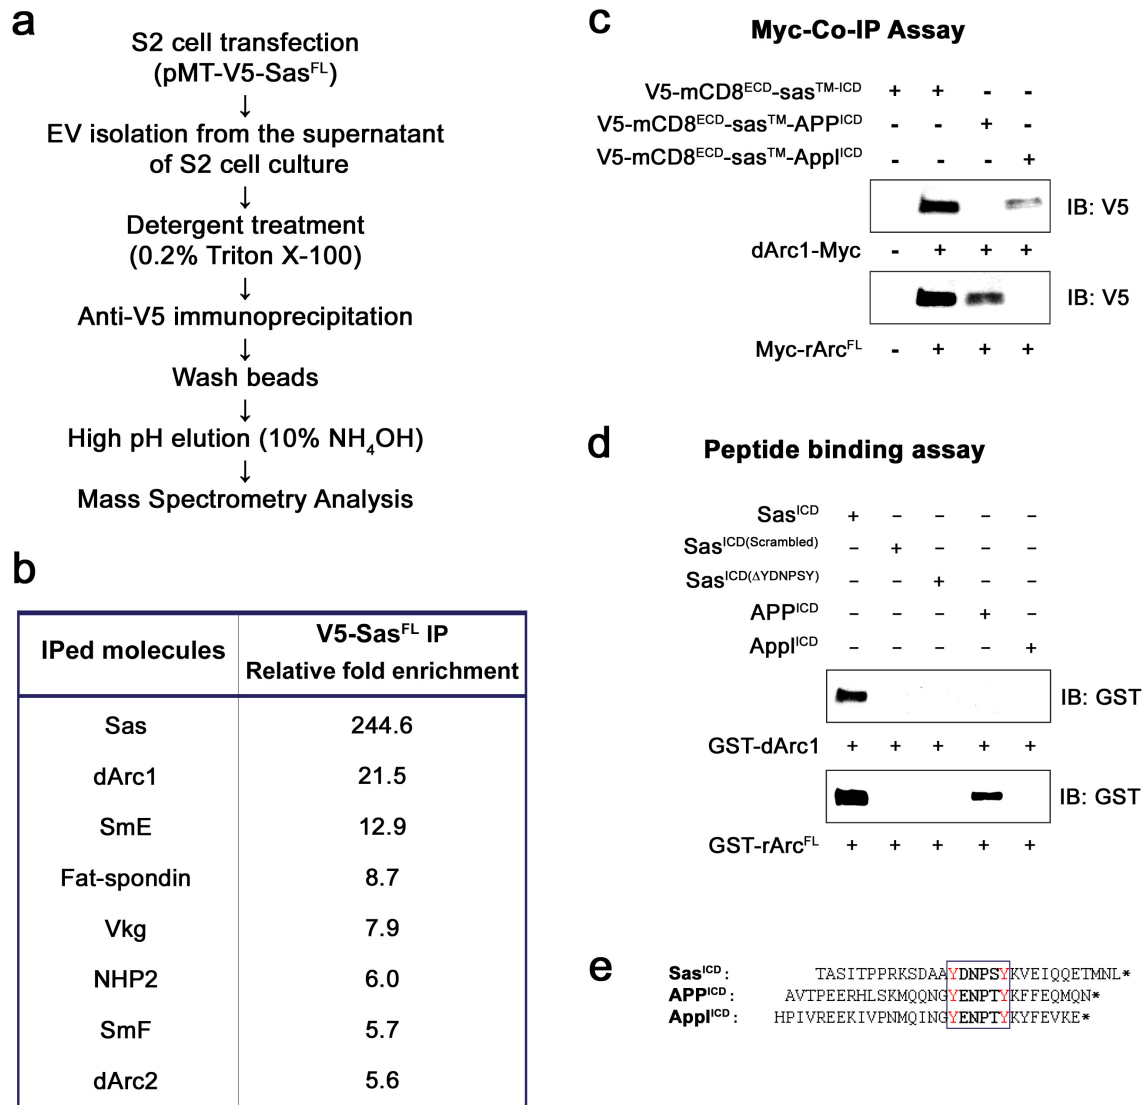 a
S2 cell transfection
(pMT-V5-Sas^FL)
↓
EV isolation from the supernatant
of S2 cell culture
↓
Detergent treatment
(0.2% Triton X-100)
↓
Anti-V5 immunoprecipitation
↓
Wash beads
↓
High pH elution (10% NH₄OH)
↓
Mass Spectrometry Analysis
b
IPed molecules V5-Sas^FL IP
Relative fold enrichment
Sas 244.6
dArc1 21.5
SmE 12.9
Fat-spondin 8.7
Vkg 7.9
NHP2 6.0
SmF 5.7
dArc2 5.6
c
Myc-Co-IP Assay
V5-mCD8^ECD-sas^TM-ICD + + - -
V5-mCD8^ECD-sas^TM-APP^ICD - - + -
V5-mCD8^ECD-sas^TM-Appl^ICD - - - +
IB: V5
dArc1-Myc - + + +
IB: V5
Myc-rArc^FL - + + +
d
Peptide binding assay
Sas^ICD + – – – –
Sas^ICD(Scrambled) – + – – –
Sas^ICD(ΔYDNPSY) – – + – –
APP^ICD – – – + –
Appl^ICD – – – – +
IB: GST
GST-dArc1 + + + + +
IB: GST
GST-rArc^FL + + + + +
e
Sas^ICD: TASITPPRKSDAAYDNPSYKVEIQQETMNL*
APP^ICD: AVTPEERHLSKMQQNGYENPTYKFFEQMQN*
Appl^ICD: HPIVREEKIVPNMQINGYENPTYKYFEVKE*